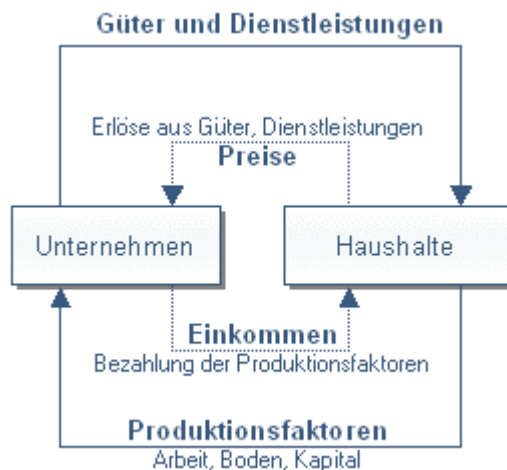 Güter und Dienstleistungen
Erlöse aus Güter, Dienstleistungen
Preise
Unternehmen
Haushalte
Einkommen
Bezahlung der Produktionsfaktoren
Produktionsfaktoren
Arbeit, Boden, Kapital